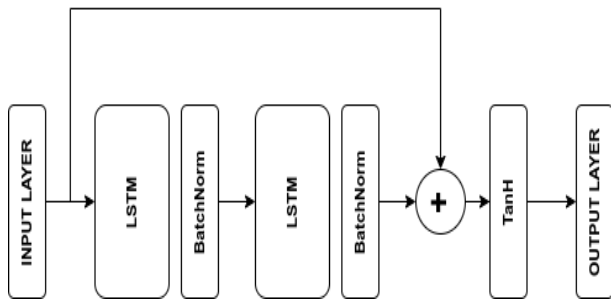 INPUT LAYER
LSTM
BatchNorm
LSTM
BatchNorm
+
TanH
OUTPUT LAYER